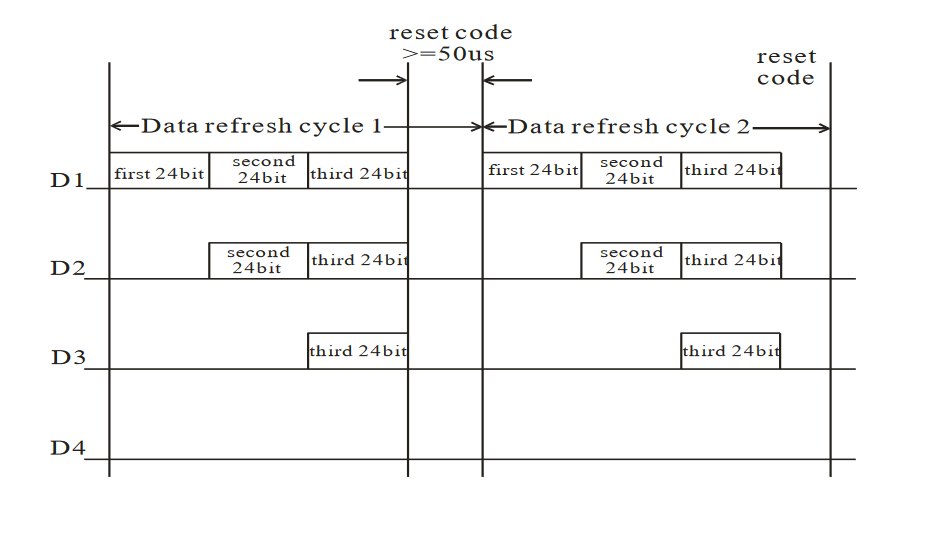 reset code
>=50us
reset
code
Data refresh cycle 1
Data refresh cycle 2
D1
first 24bit
second
24bit
third 24bit
first 24bit
second
24bit
third 24bit
D2
second
24bit
third 24bit
second
24bit
third 24bit
D3
third 24bit
third 24bit
D4